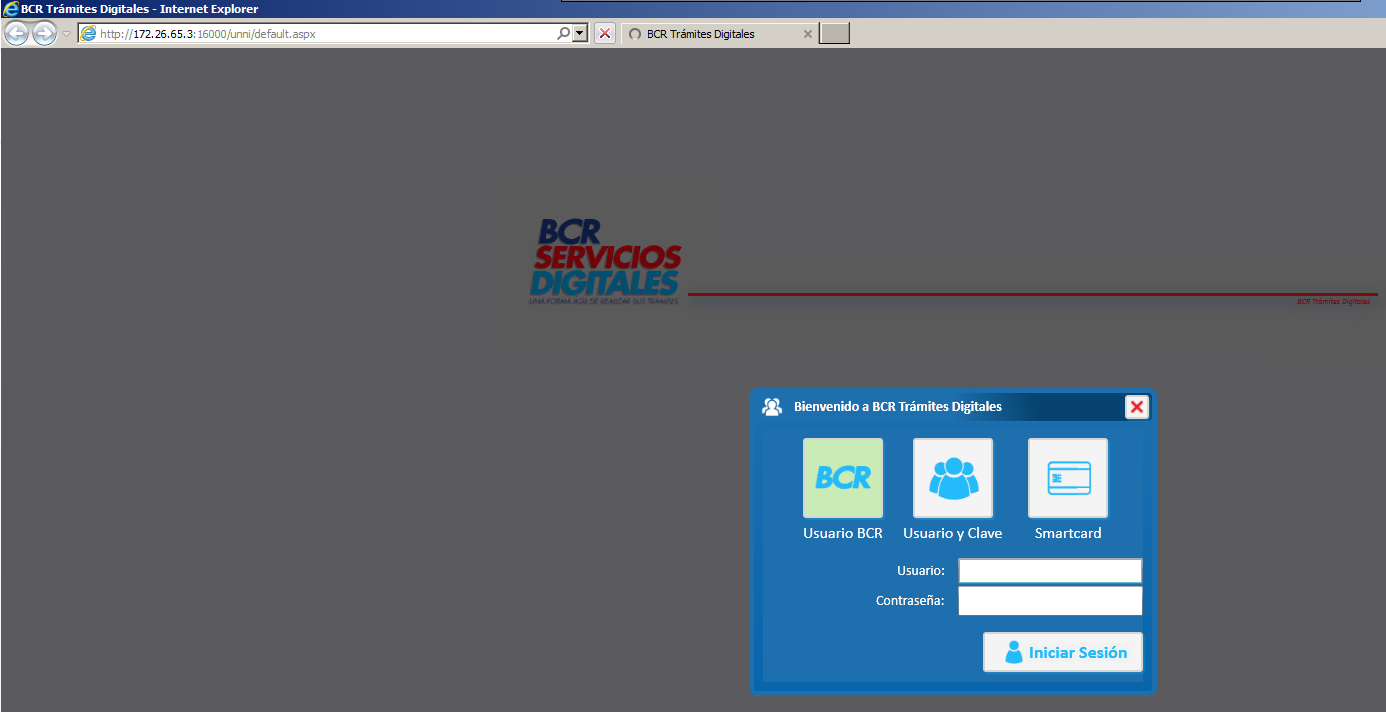 BCR Trámites Digitales - Internet Explorer
http://172.26.65.3:16000/unni/default.aspx
BCR Trámites Digitales
BCR
SERVICIOS
DIGITALES
UNA FORMA ÁGIL DE REALIZAR SUS TRÁMITES
BCR Trámites Digitales
Bienvenido a BCR Trámites Digitales
BCR
Usuario BCR
Usuario y Clave
Smartcard
Usuario:
Contraseña:
Iniciar Sesión